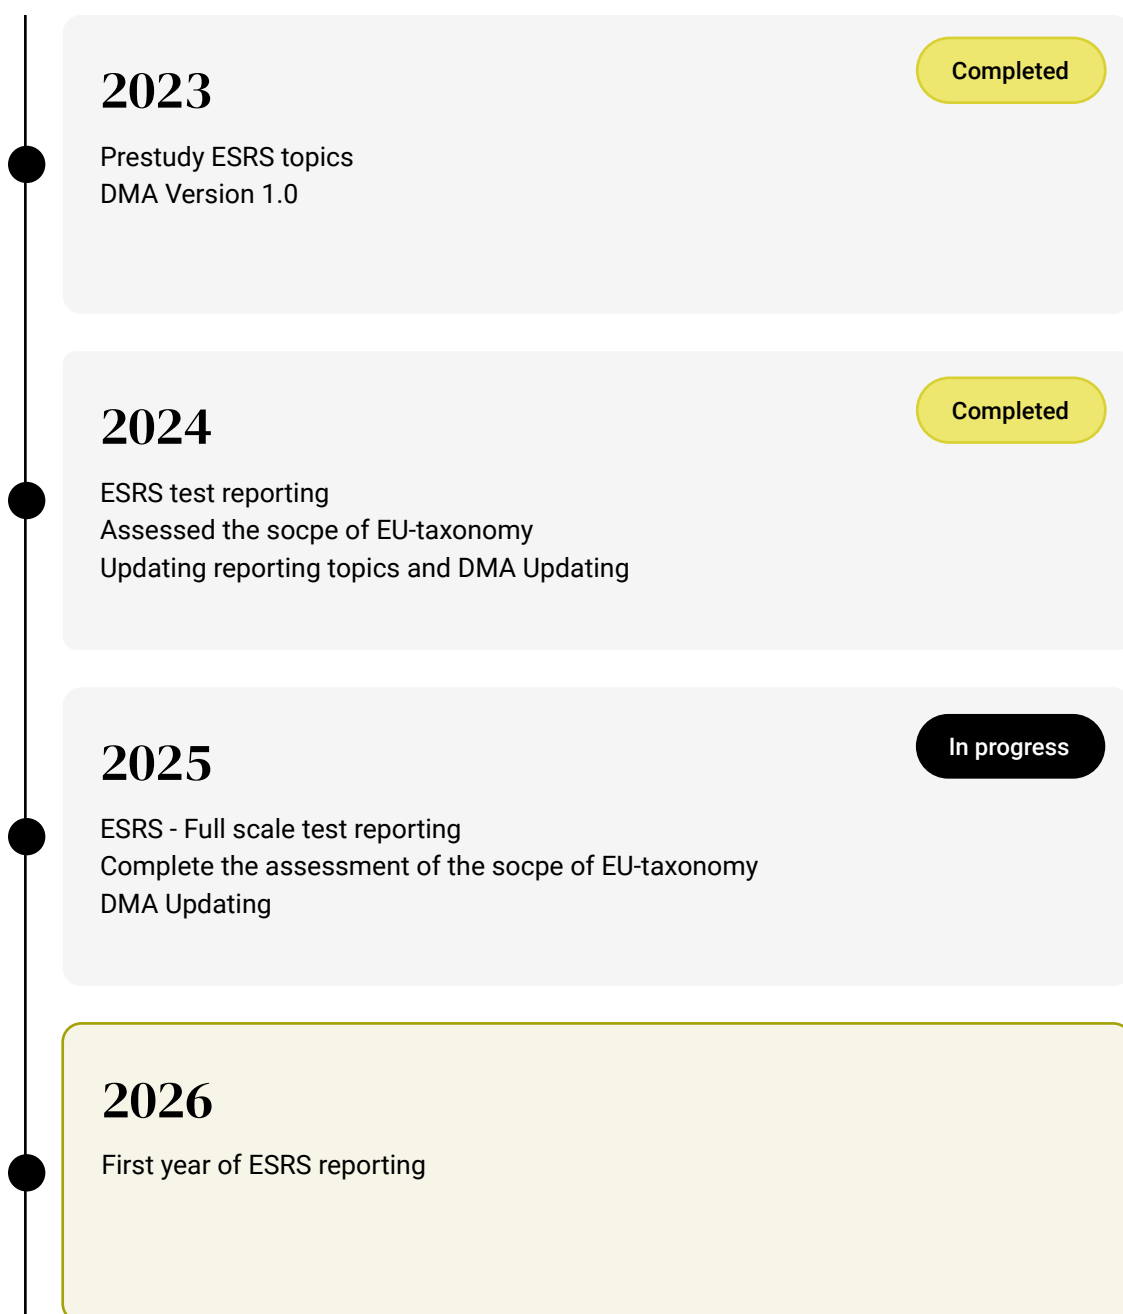 2023
Completed
Prestudy ESRS topics
DMA Version 1.0
2024
Completed
ESRS test reporting
Assessed the socpe of EU-taxonomy
Updating reporting topics and DMA Updating
2025
In progress
ESRS - Full scale test reporting
Complete the assessment of the socpe of EU-taxonomy
DMA Updating
2026
First year of ESRS reporting